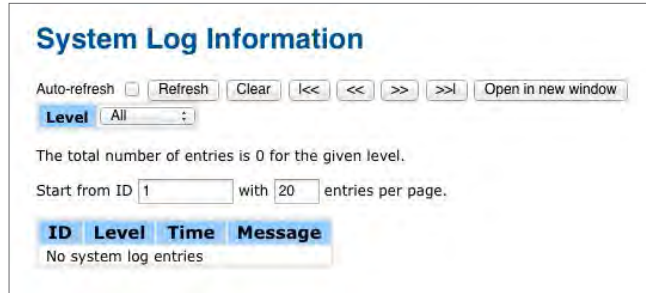 System Log Information
Auto-refresh Refresh Clear |<< << >> >>| Open in new window
Level All
The total number of entries is 0 for the given level.
Start from ID 1 with 20 entries per page.
ID Level Time Message
No system log entries